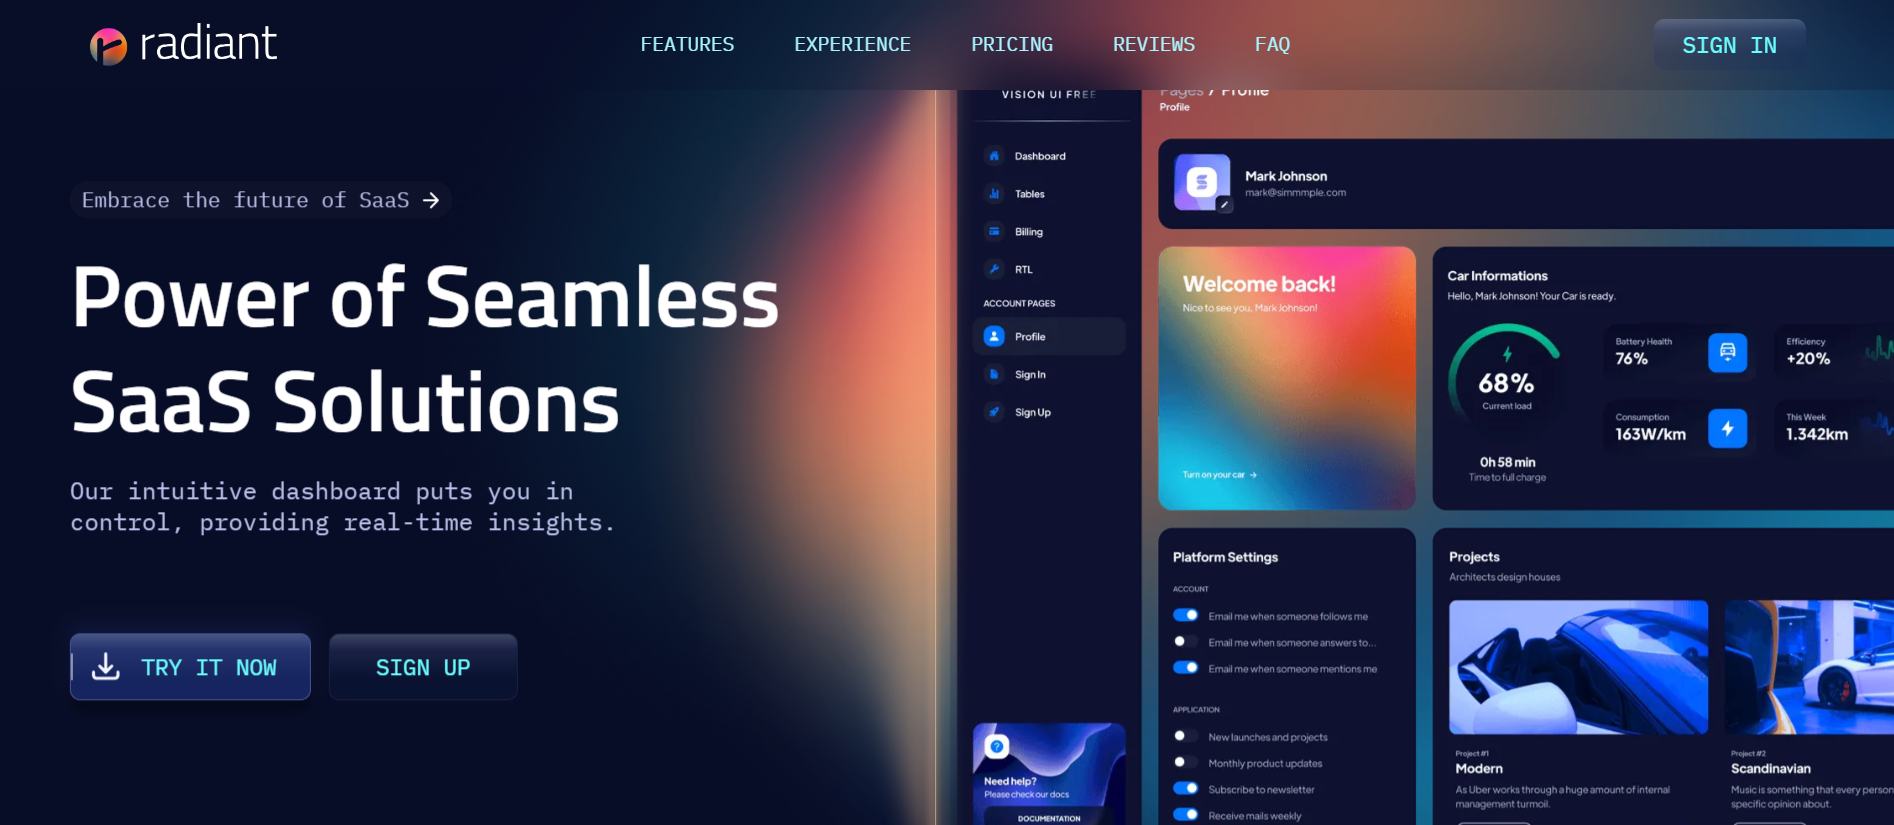 radiant
FEATURES
EXPERIENCE
PRICING
REVIEWS
FAQ
SIGN IN
Embrace the future of SaaS →
Power of Seamless
SaaS Solutions
Our intuitive dashboard puts you in
control, providing real-time insights.
TRY IT NOW
SIGN UP
VISION UI FREE
Dashboard
Tables
Billing
RTL
ACCOUNT PAGES
Profile
Sign In
Sign Up
Need help?
Please check our docs
DOCUMENTATION
Pages / Profile
Profile
Mark Johnson
mark@simmmple.com
Welcome back!
Nice to see you, Mark Johnson!
Turn on your car →
Car Informations
Hello, Mark Johnson! Your Car is ready.
68%
Current load
0h 58 min
Time to full charge
Battery Health
76%
Efficiency
+20%
Consumption
163W/km
This Week
1.342km
Platform Settings
ACCOUNT
Email me when someone follows me
Email me when someone answers to...
Email me when someone mentions me
APPLICATION
New launches and projects
Monthly product updates
Subscribe to newsletter
Receive mails weekly
Projects
Architects design houses
Project #1
Modern
As Uber works through a huge amount of internal
management turmoil.
Project #2
Scandinavian
Music is something that every person
specific opinion about.